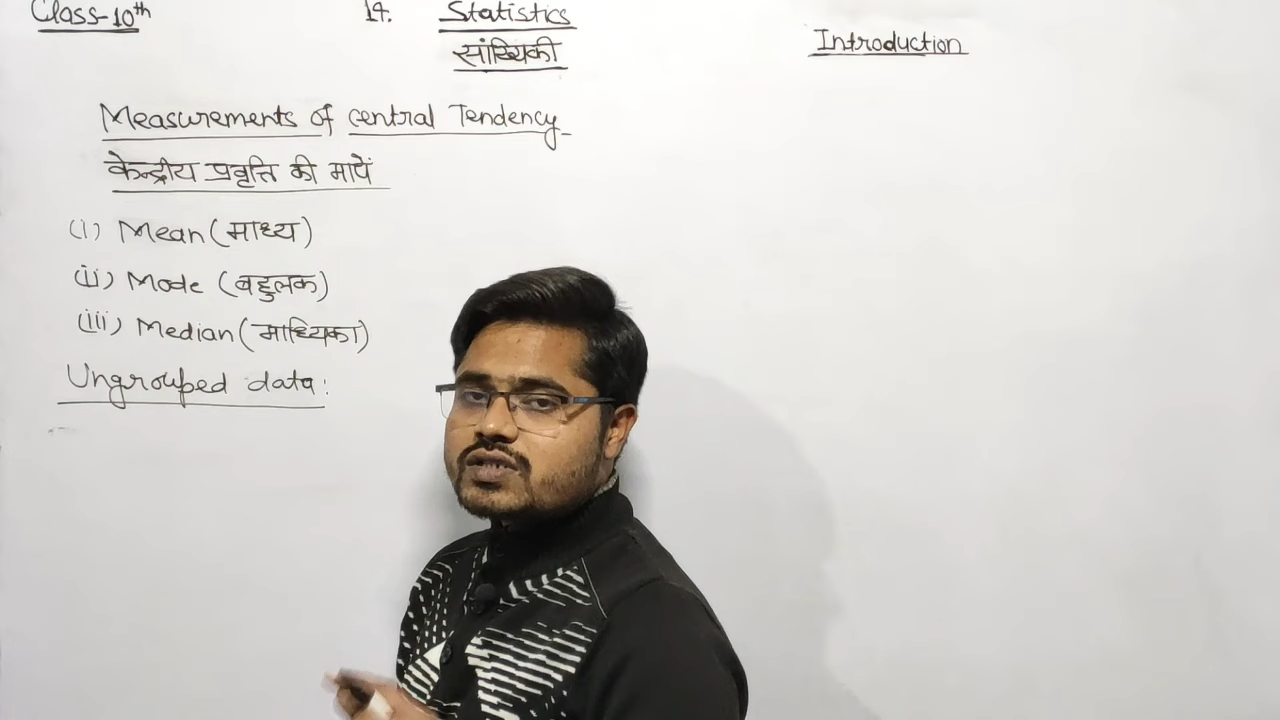 Class-10th 14. Statistics
सांख्यिकी
Introduction
Measurements of central Tendency
केन्द्रीय प्रवृत्ति की मापें
(i) Mean (माध्य)
(ii) Mode (बहुलक)
(iii) Median (माध्यिका)
Ungrouped data: